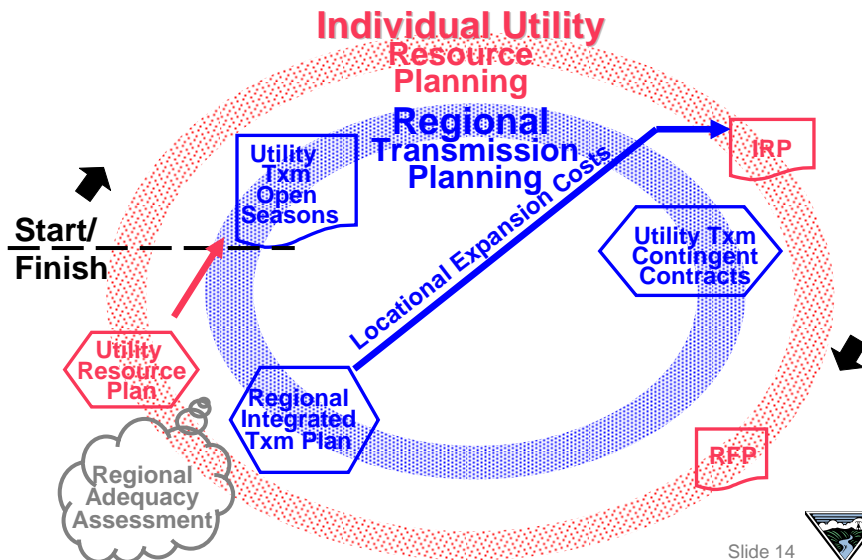 Individual Utility
Resource
Planning
Regional
Transmission
Planning
Utility
Txm
Open
Seasons
IRP
Start/
Finish
Locational Expansion Costs
Utility Txm
Contingent
Contracts
Utility
Resource
Plan
Regional
Integrated
Txm Plan
RFP
Regional
Adequacy
Assessment
Slide 14